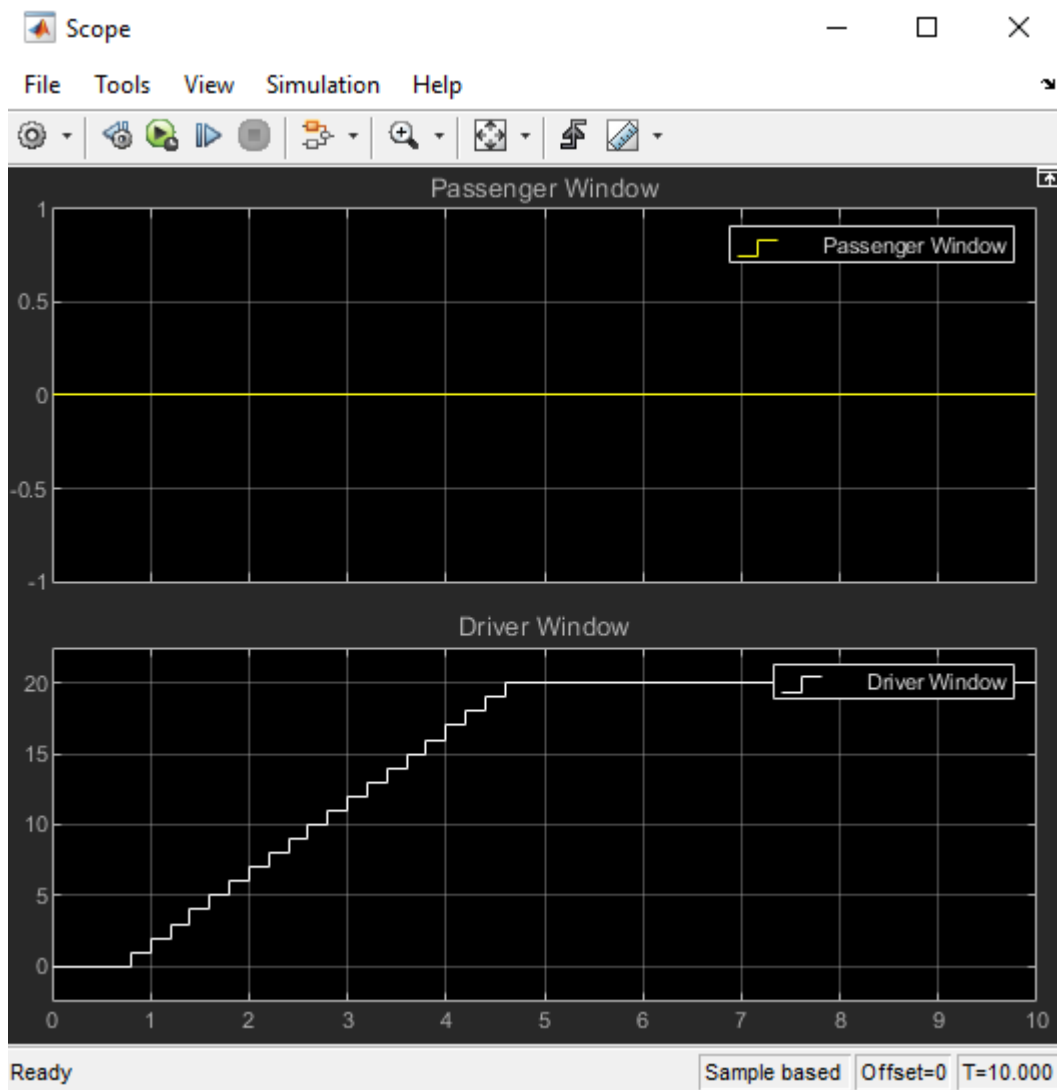 Scope
File Tools View Simulation Help
Passenger Window
Passenger Window
1
0.5
0
-0.5
-1
Driver Window
Driver Window
20
15
10
5
0
0 1 2 3 4 5 6 7 8 9 10
Ready Sample based Offset=0 T=10.000